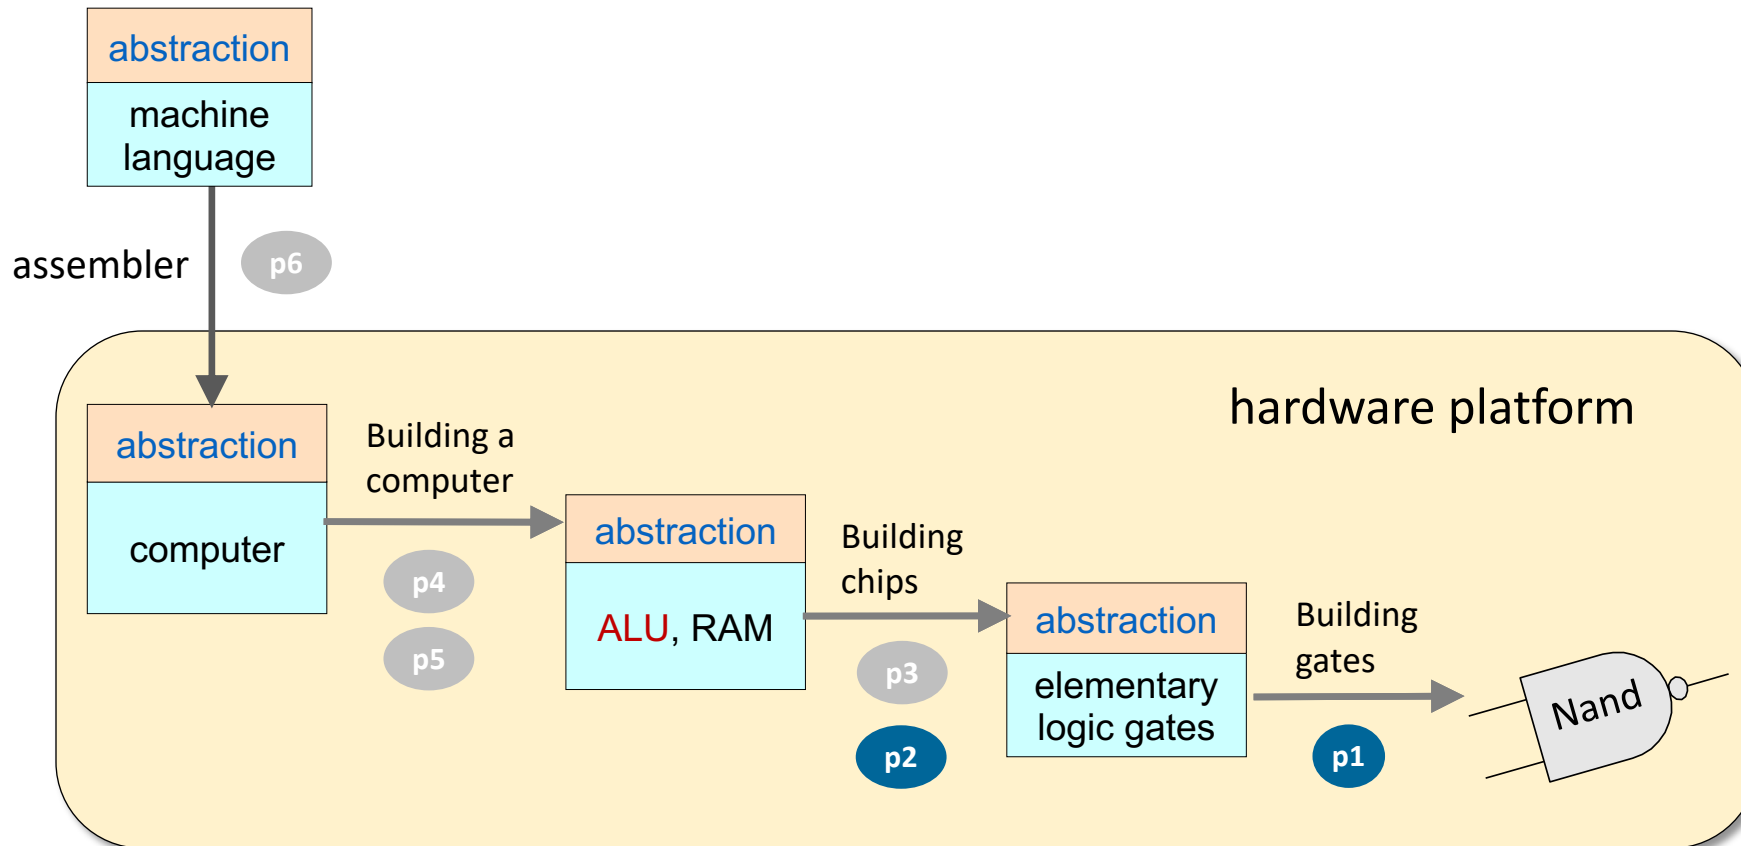 abstraction
machine
language
assembler
p6
hardware platform
abstraction
computer
Building a
computer
p4
p5
abstraction
ALU, RAM
Building
chips
p3
p2
abstraction
elementary
logic gates
Building
gates
p1
Nand